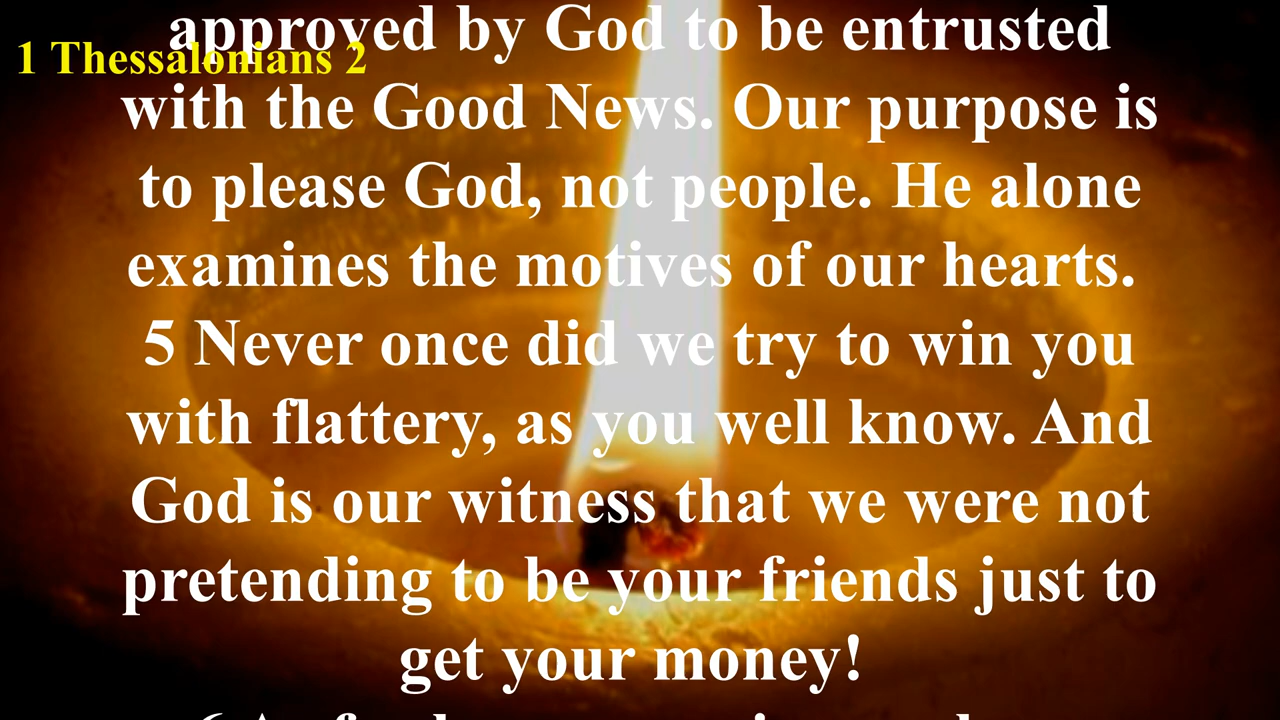 approved by God to be entrusted
1 Thessalonians 2
with the Good News. Our purpose is
to please God, not people. He alone
examines the motives of our hearts.
5 Never once did we try to win you
with flattery, as you well know. And
God is our witness that we were not
pretending to be your friends just to
get your money!